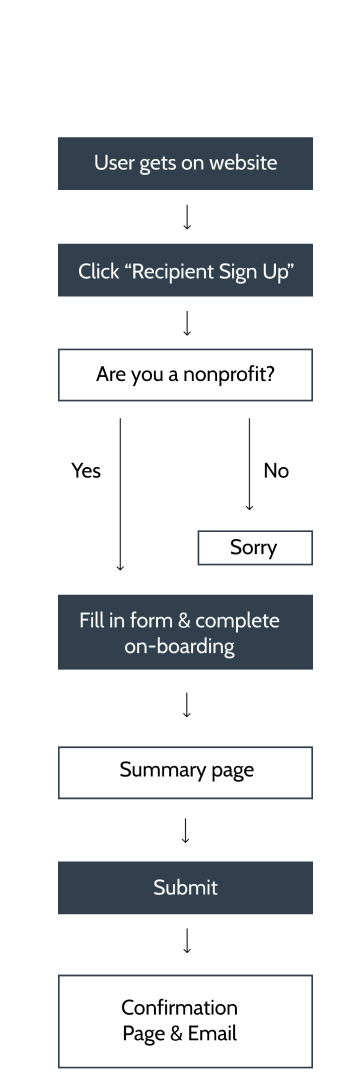 User gets on website
Click “Recipient Sign Up”
Are you a nonprofit?
Yes
No
Sorry
Fill in form & complete
on-boarding
Summary page
Submit
Confirmation
Page & Email